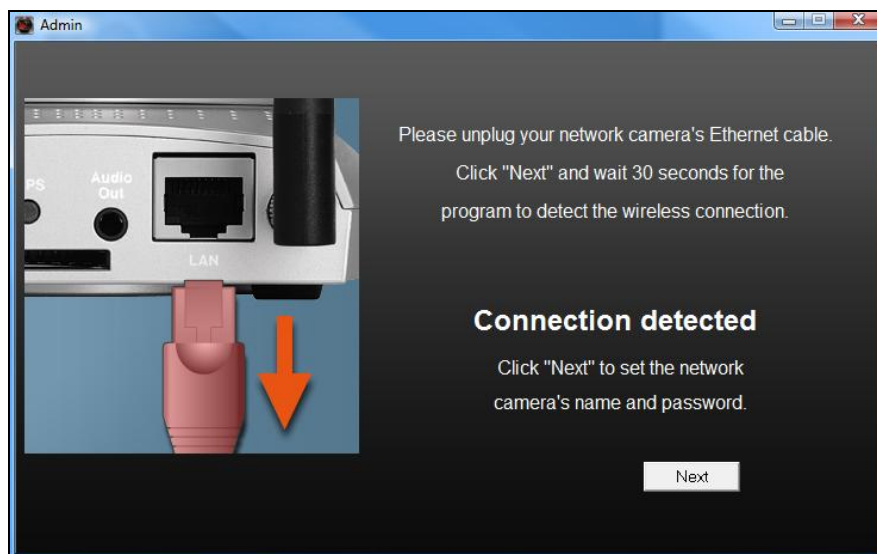 Admin
PS
Audio
Out
LAN
Please unplug your network camera's Ethernet cable.
Click "Next" and wait 30 seconds for the
program to detect the wireless connection.
Connection detected
Click "Next" to set the network
camera's name and password.
Next